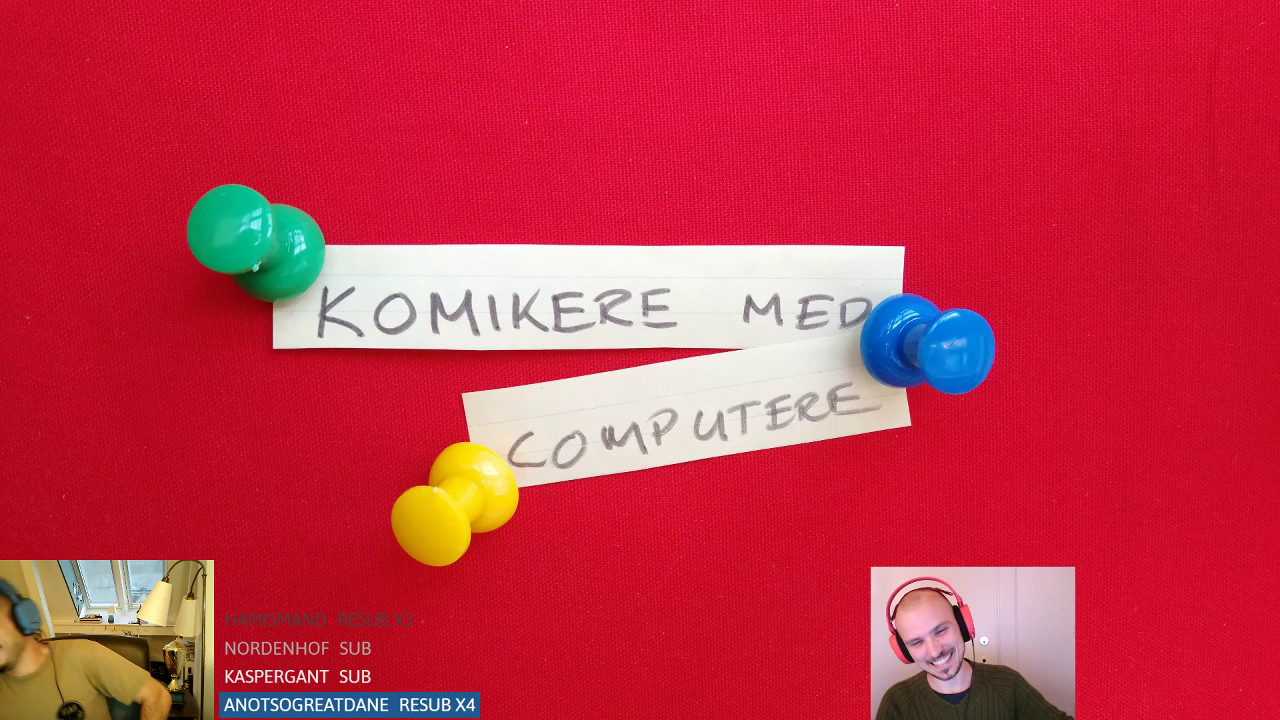 KOMIKERE MED
COMPUTERE
HAMISMAND RESUB X3
NORDENHOF SUB
KASPERGANT SUB
ANOTSOGREATDANE RESUB X4